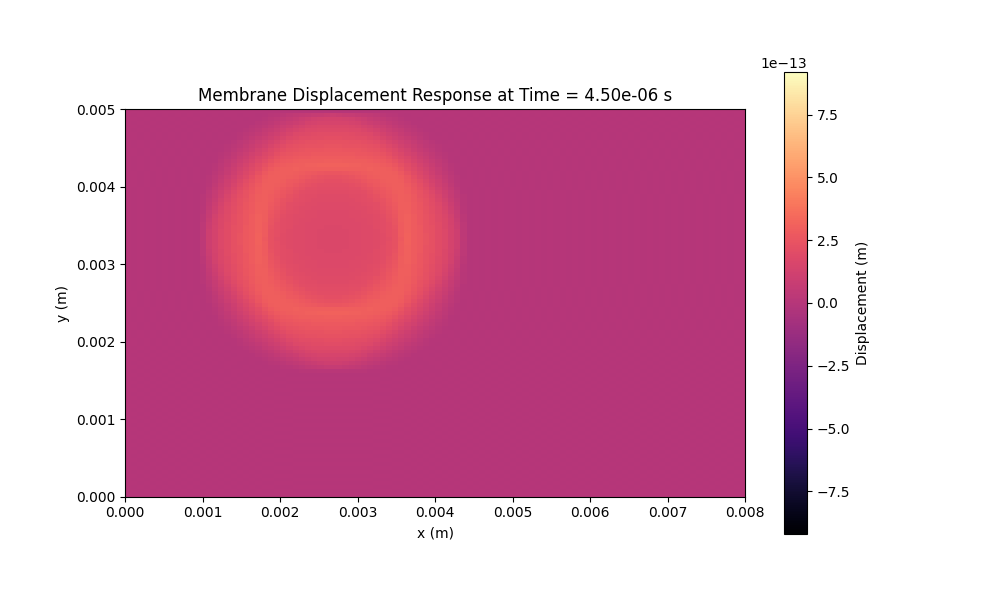 1e−13
Membrane Displacement Response at Time = 4.50e-06 s
0.005
0.004
0.003
0.002
0.001
0.000
y (m)
0.000 0.001 0.002 0.003 0.004 0.005 0.006 0.007 0.008
x (m)
7.5
5.0
2.5
0.0
−2.5
−5.0
−7.5
Displacement (m)